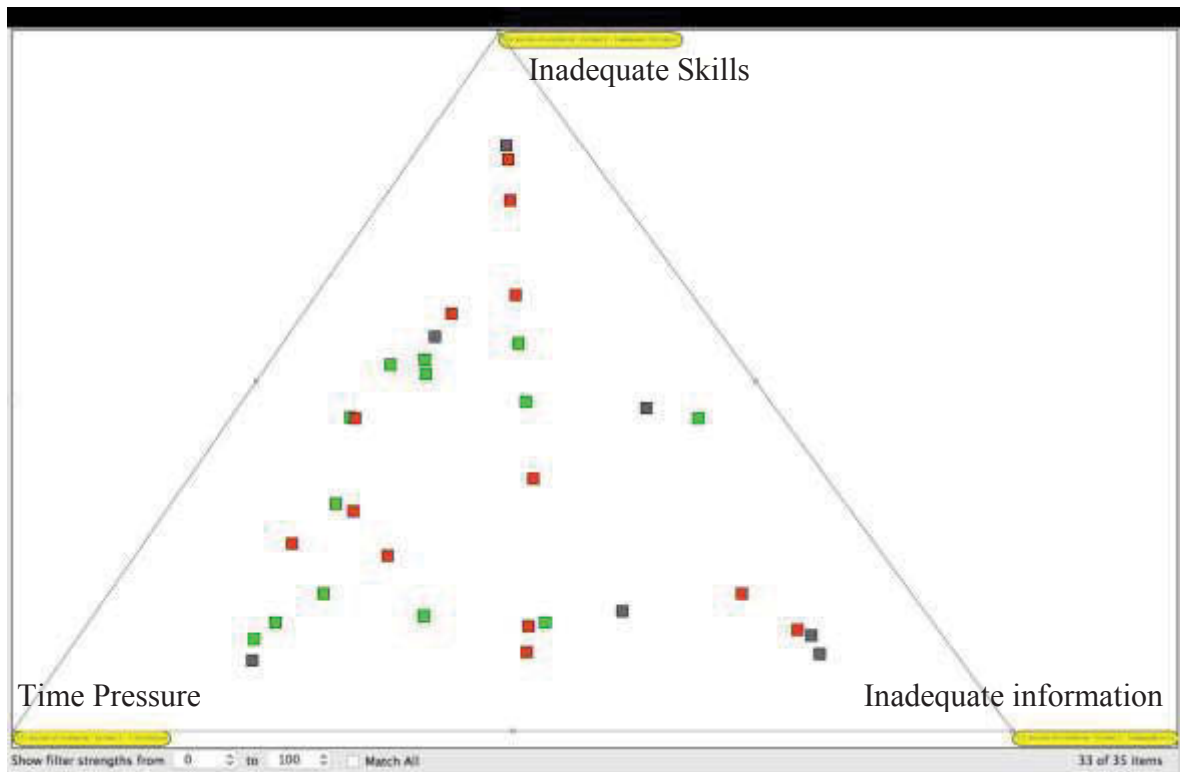 Inadequate Skills
Time Pressure
Inadequate information
Show filter strengths from 0 to 100 Match All 33 of 35 items